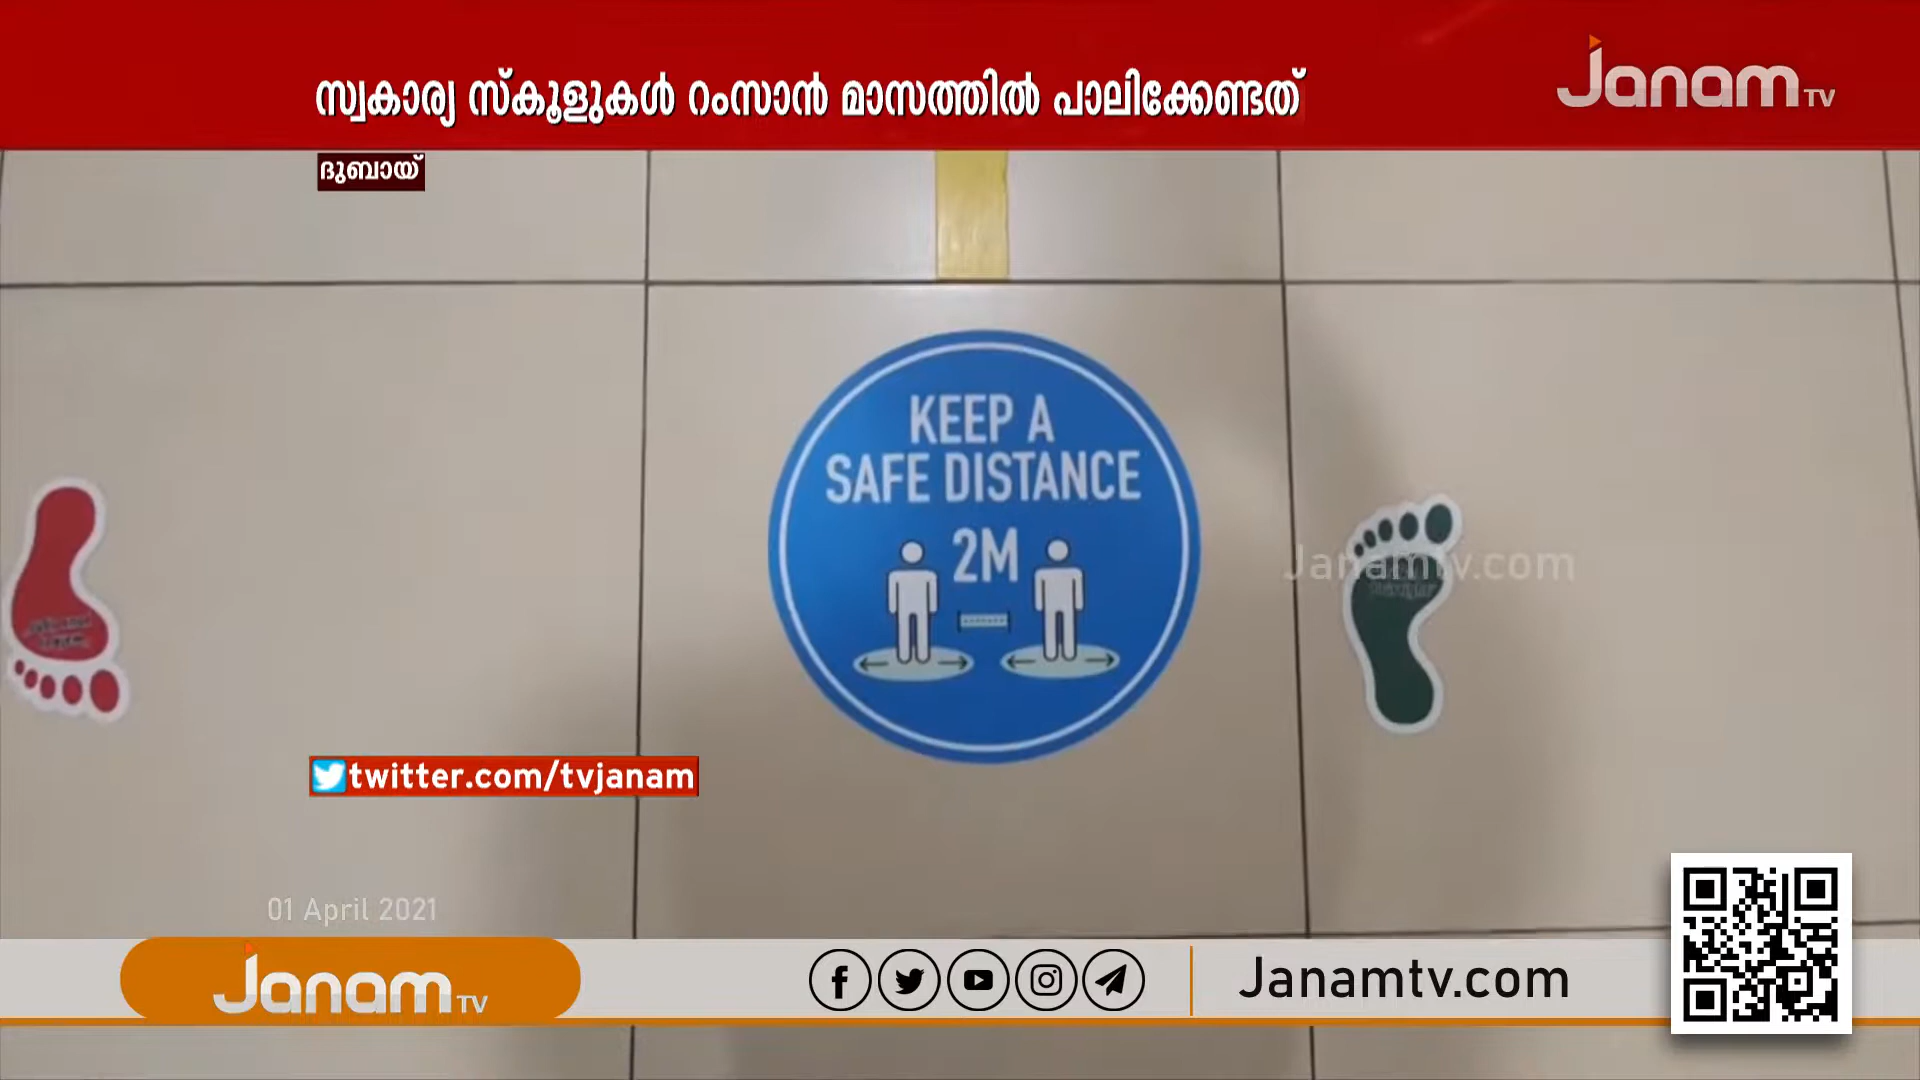 സ്വകാര്യ സ്കൂളുകൾ റംസാൻ മാസത്തിൽ പാലിക്കേണ്ടത്
Janam TV
ദുബായ്
KEEP A
SAFE DISTANCE
2M
Janamtv.com
twitter.com/tvjanam
01 April 2021
Janam TV
Janamtv.com